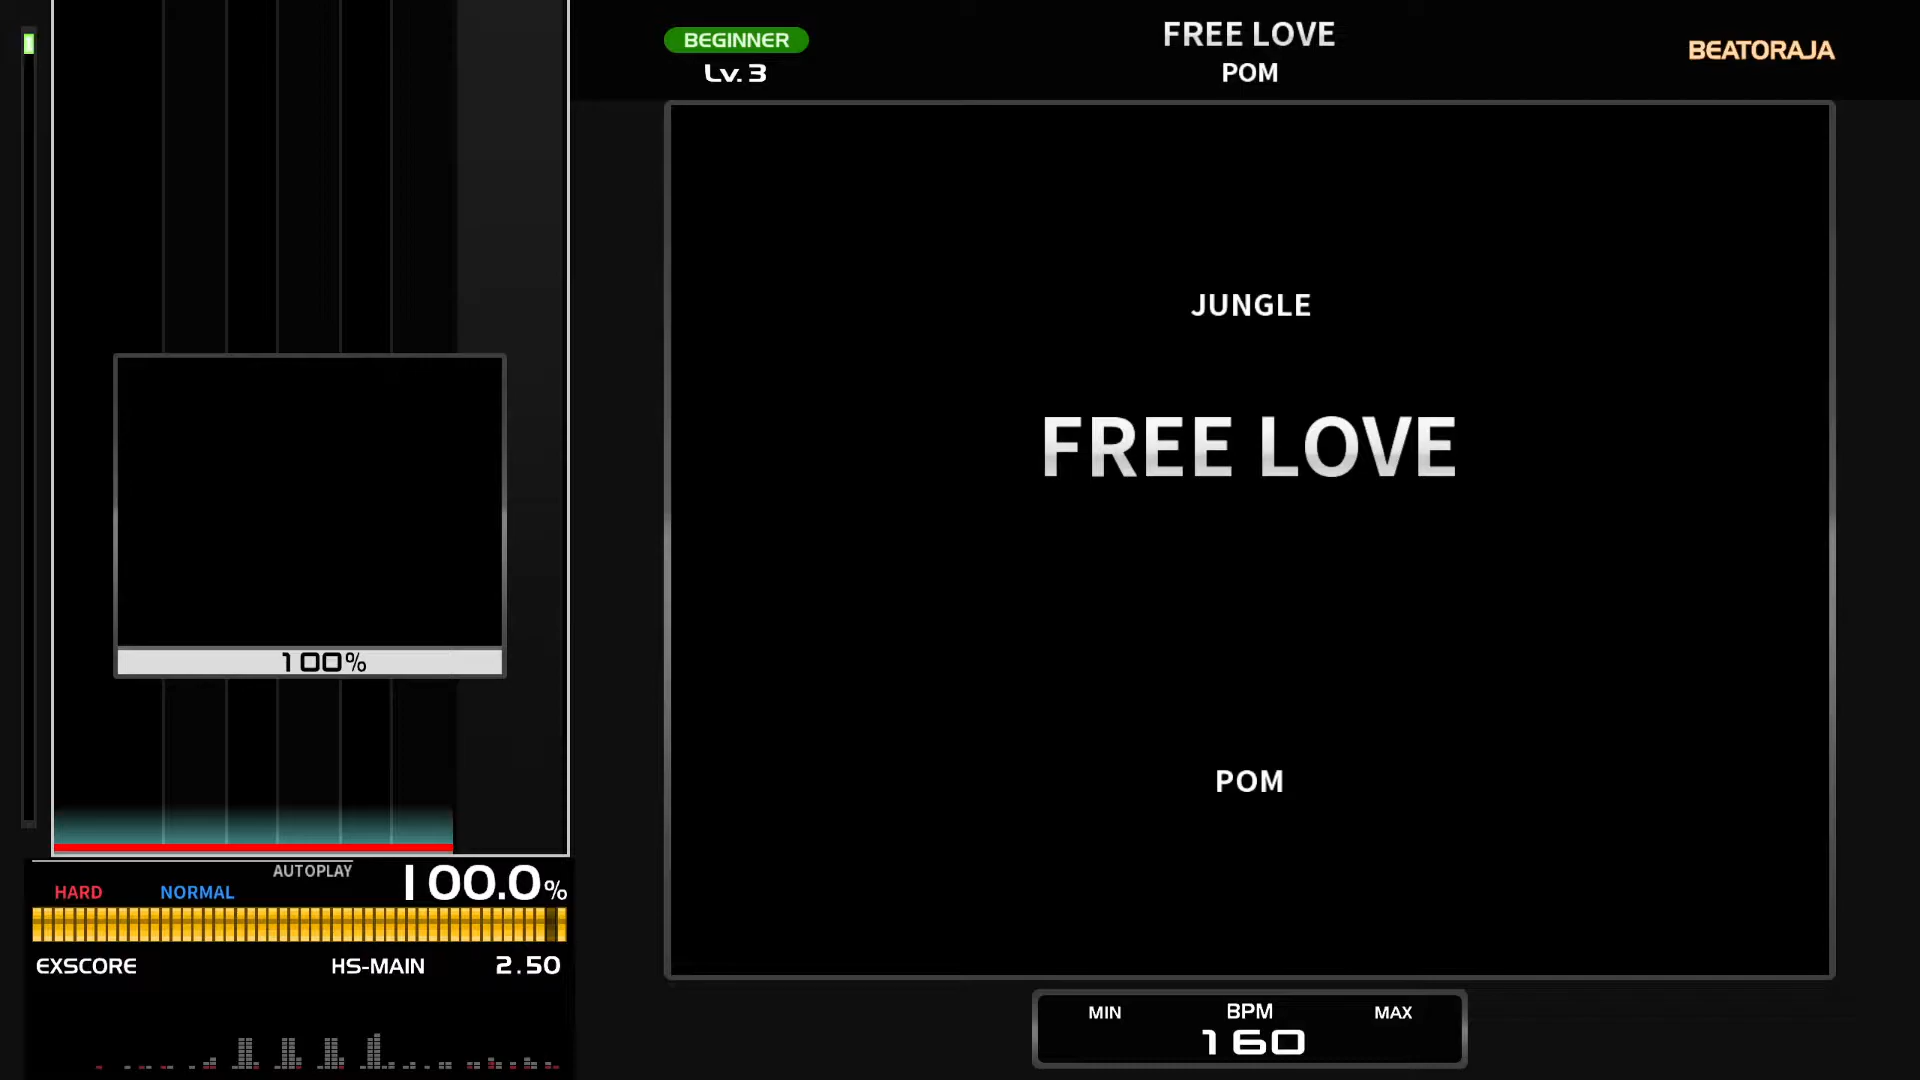 BEGINNER
Lv. 3
FREE LOVE
POM
BEATORAJA
JUNGLE
FREE LOVE
POM
100%
AUTOPLAY
HARD
NORMAL
100.0%
EXSCORE
HS-MAIN
2.50
MIN
BPM
MAX
160